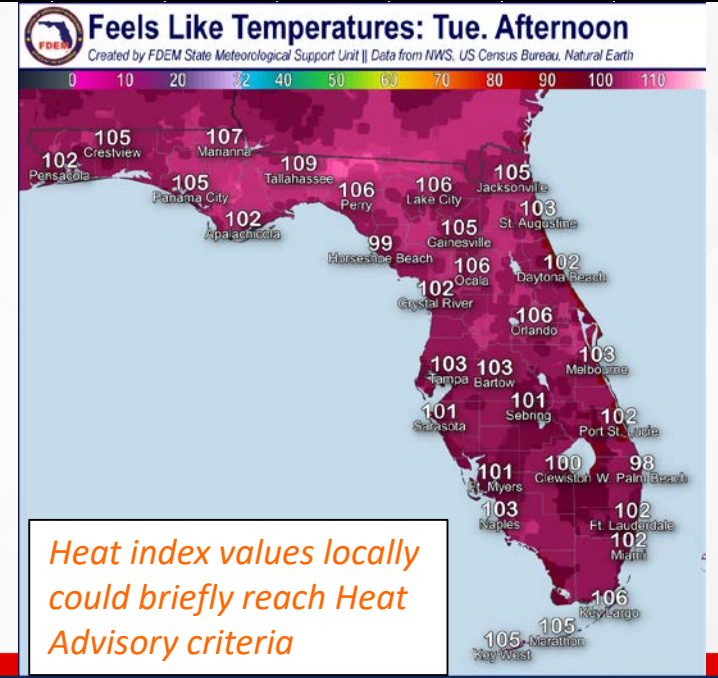 Feels Like Temperatures: Tue. Afternoon
Created by FDEM State Meteorological Support Unit || Data from NWS, US Census Bureau, Natural Earth
FDEM
0 10 20 32 40 50 60 70 80 90 100 110
105
Crestview
107
Marianna
102
Pensacola
109
Tallahassee
105
Panama City
106
Perry
106
Lake City
105
Jacksonville
102
Apalachicola
103
St. Augustine
99
Horseshoe Beach
105
Gainesville
106
Ocala
102
Daytona Beach
102
Crystal River
106
Orlando
103
Melbourne
103
Tampa
103
Bartow
101
Sarasota
101
Sebring
102
Port St. Lucie
101
Ft. Myers
100
Clewiston
98
W. Palm Beach
103
Naples
102
Ft. Lauderdale
102
Miami
106
Key Largo
105
Marathon
105
Key West
Heat index values locally
could briefly reach Heat
Advisory criteria